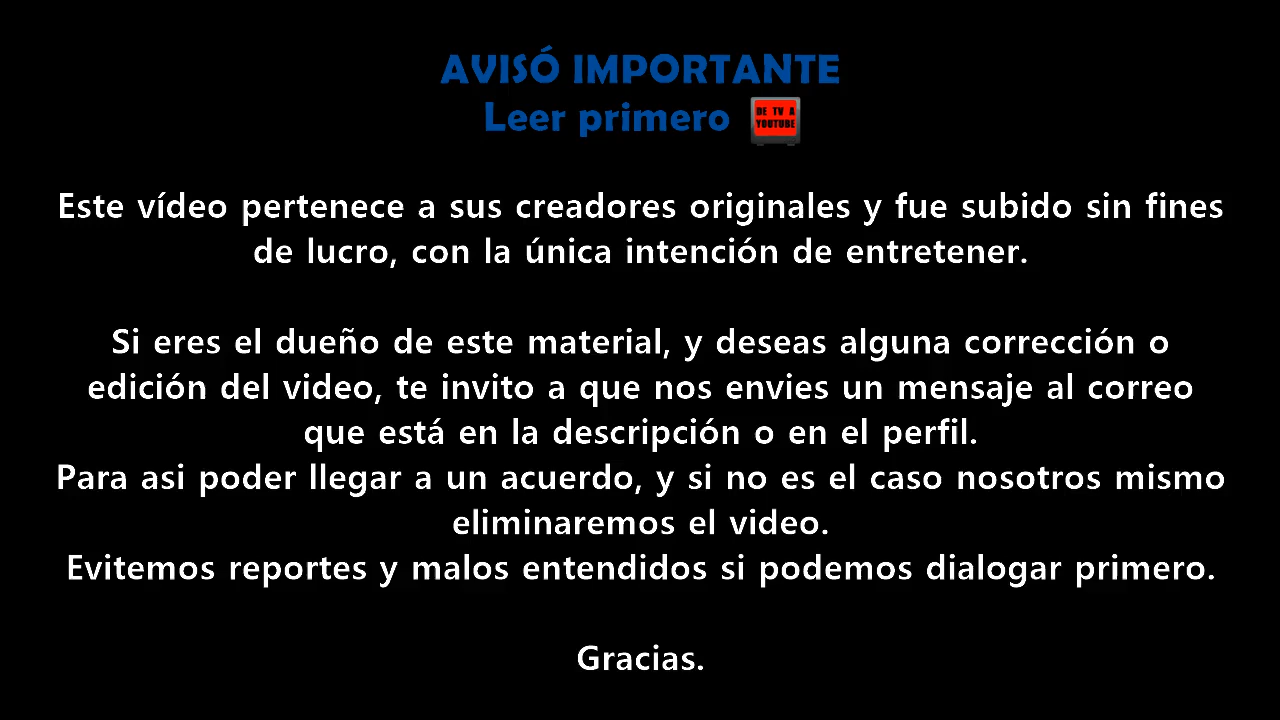 AVISÓ IMPORTANTE
Leer primero
DE TV A
YOUTUBE
Este vídeo pertenece a sus creadores originales y fue subido sin fines
de lucro, con la única intención de entretener.
Si eres el dueño de este material, y deseas alguna corrección o
edición del video, te invito a que nos envies un mensaje al correo
que está en la descripción o en el perfil.
Para asi poder llegar a un acuerdo, y si no es el caso nosotros mismo
eliminaremos el video.
Evitemos reportes y malos entendidos si podemos dialogar primero.
Gracias.